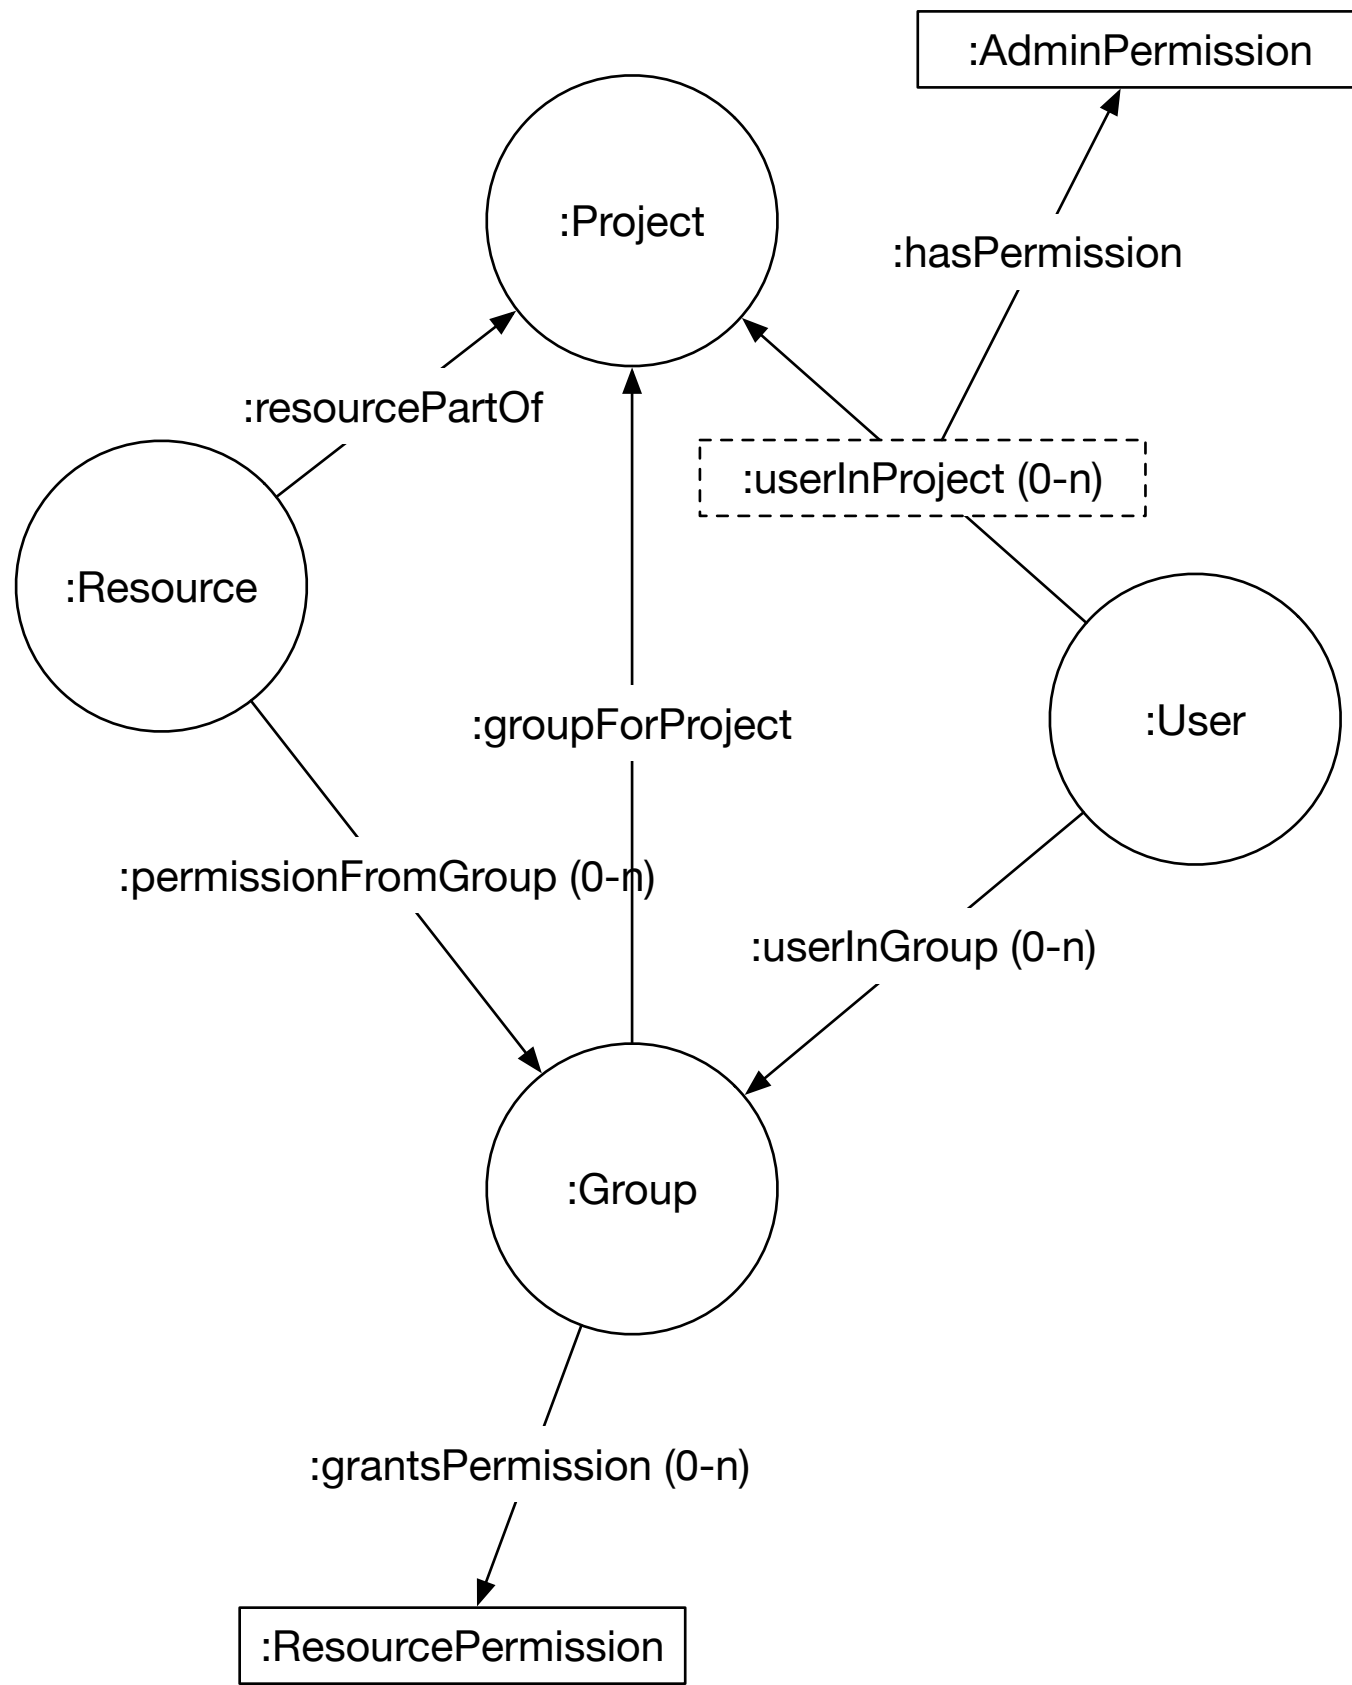 :AdminPermission
:Project
:hasPermission
:resourcePartOf
:userInProject (0-n)
:Resource
:User
:groupForProject
:permissionFromGroup (0-n)
:userInGroup (0-n)
:Group
:grantsPermission (0-n)
:ResourcePermission